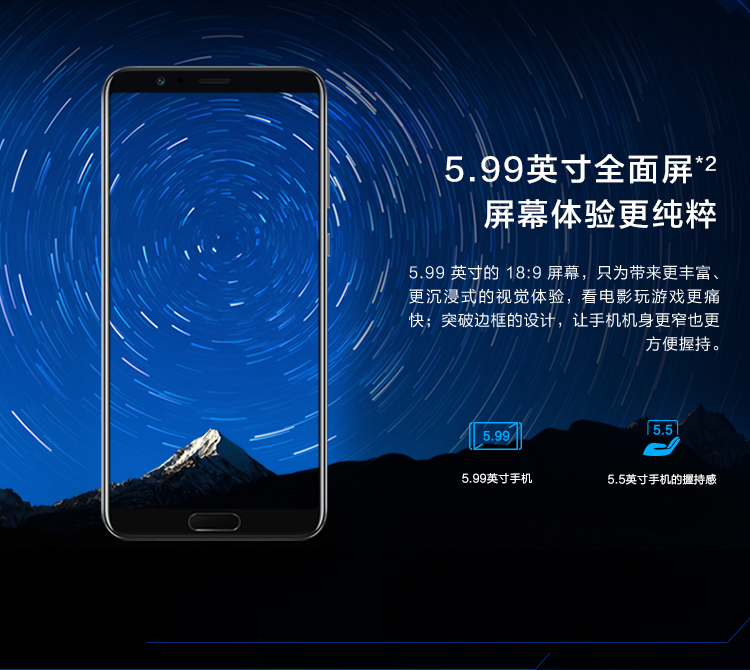 5.99英寸全面屏*2
屏幕体验更纯粹
5.99 英寸的 18:9 屏幕，只为带来更丰富、
更沉浸式的视觉体验，看电影玩游戏更痛
快；突破边框的设计，让手机机身更窄也更
方便握持。
5.99
5.5
5.99英寸手机
5.5英寸手机的握持感